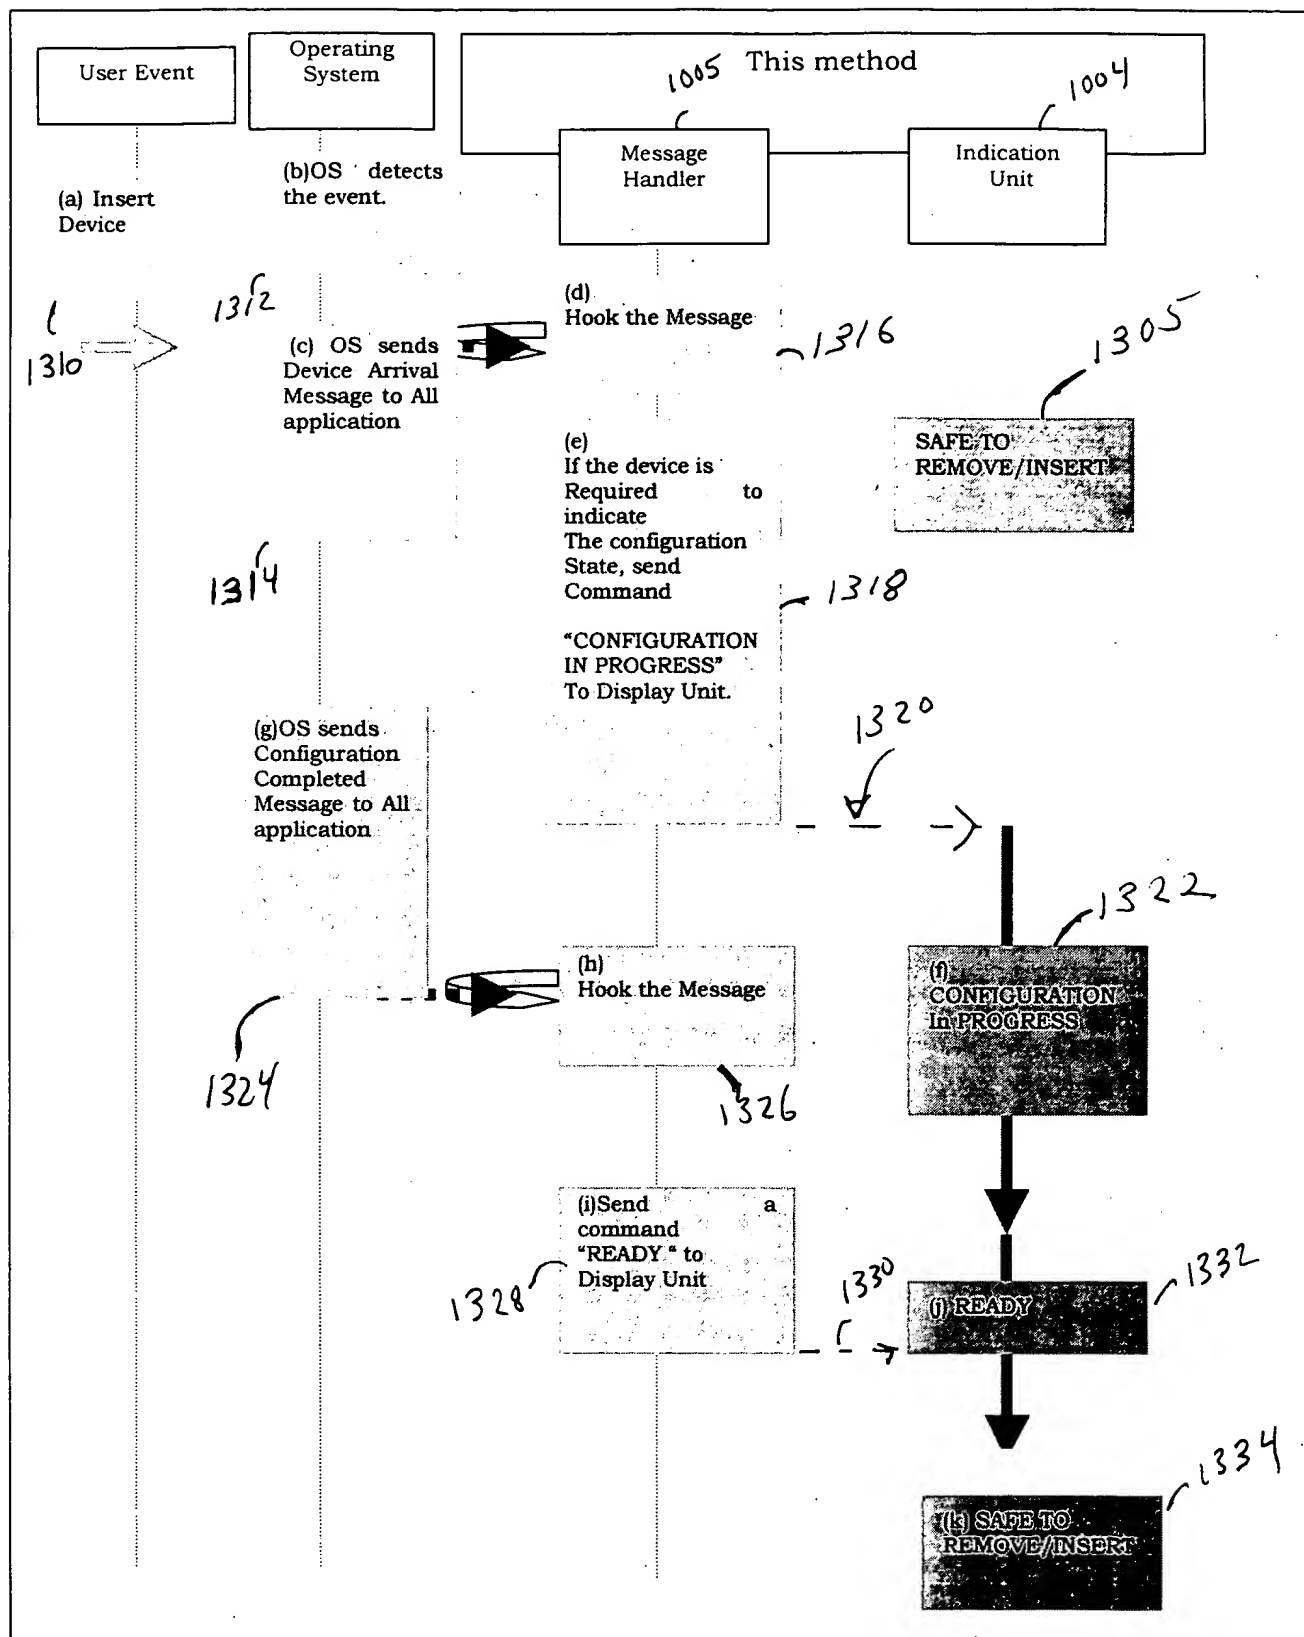 User Event
Operating
System
This method
1005
1004
Message
Handler
Indication
Unit
(a) Insert
Device
(b)OS detects
the event.
1310
1312
(c) OS sends
Device Arrival
Message to All
application
(d)
Hook the Message
1316
1305
SAFE TO
REMOVE/INSERT
(e)
If the device is
Required to
indicate
The configuration
State, send
Command
"CONFIGURATION
IN PROGRESS"
To Display Unit.
1314
1318
(g)OS sends
Configuration
Completed
Message to All
application
1320
1322
(f)
CONFIGURATION
In PROGRESS
(h)
Hook the Message
1324
1326
(i)Send a
command
"READY " to
Display Unit
1328
1330
1332
(j) READY
1334
((k) SAFE TO
REMOVE/INSERT